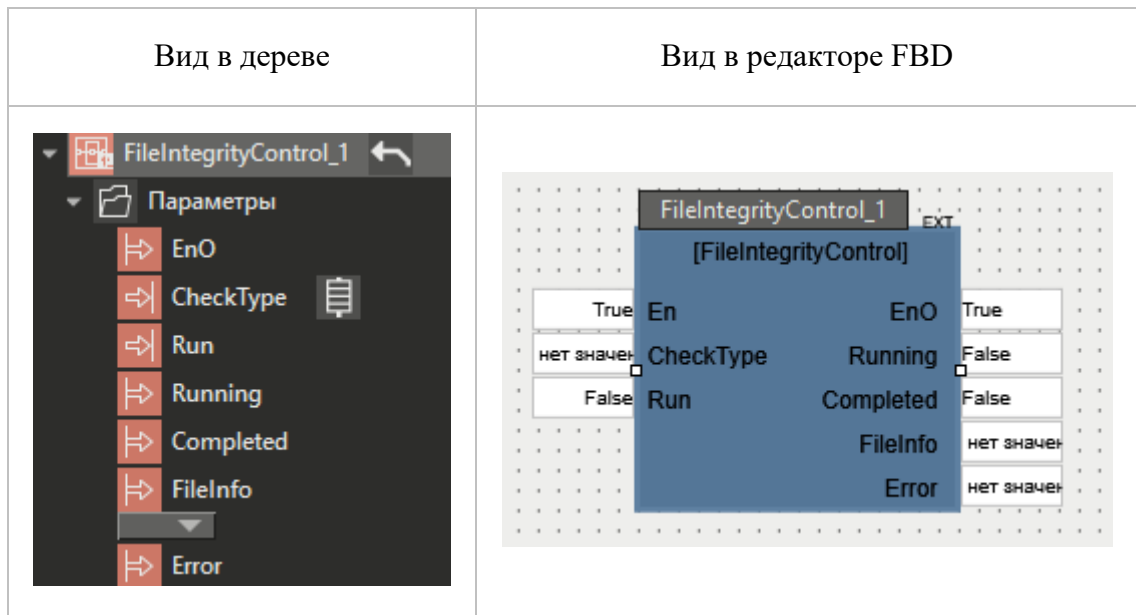 Вид в дереве
Вид в редакторе FBD
FileIntegrityControl_1
Параметры
EnO
CheckType
Run
Running
Completed
FileInfo
Error
FileIntegrityControl_1
EXT
[FileIntegrityControl]
True En EnO True
нет значен CheckType Running False
False Run Completed False
FileInfo нет значен
Error нет значен